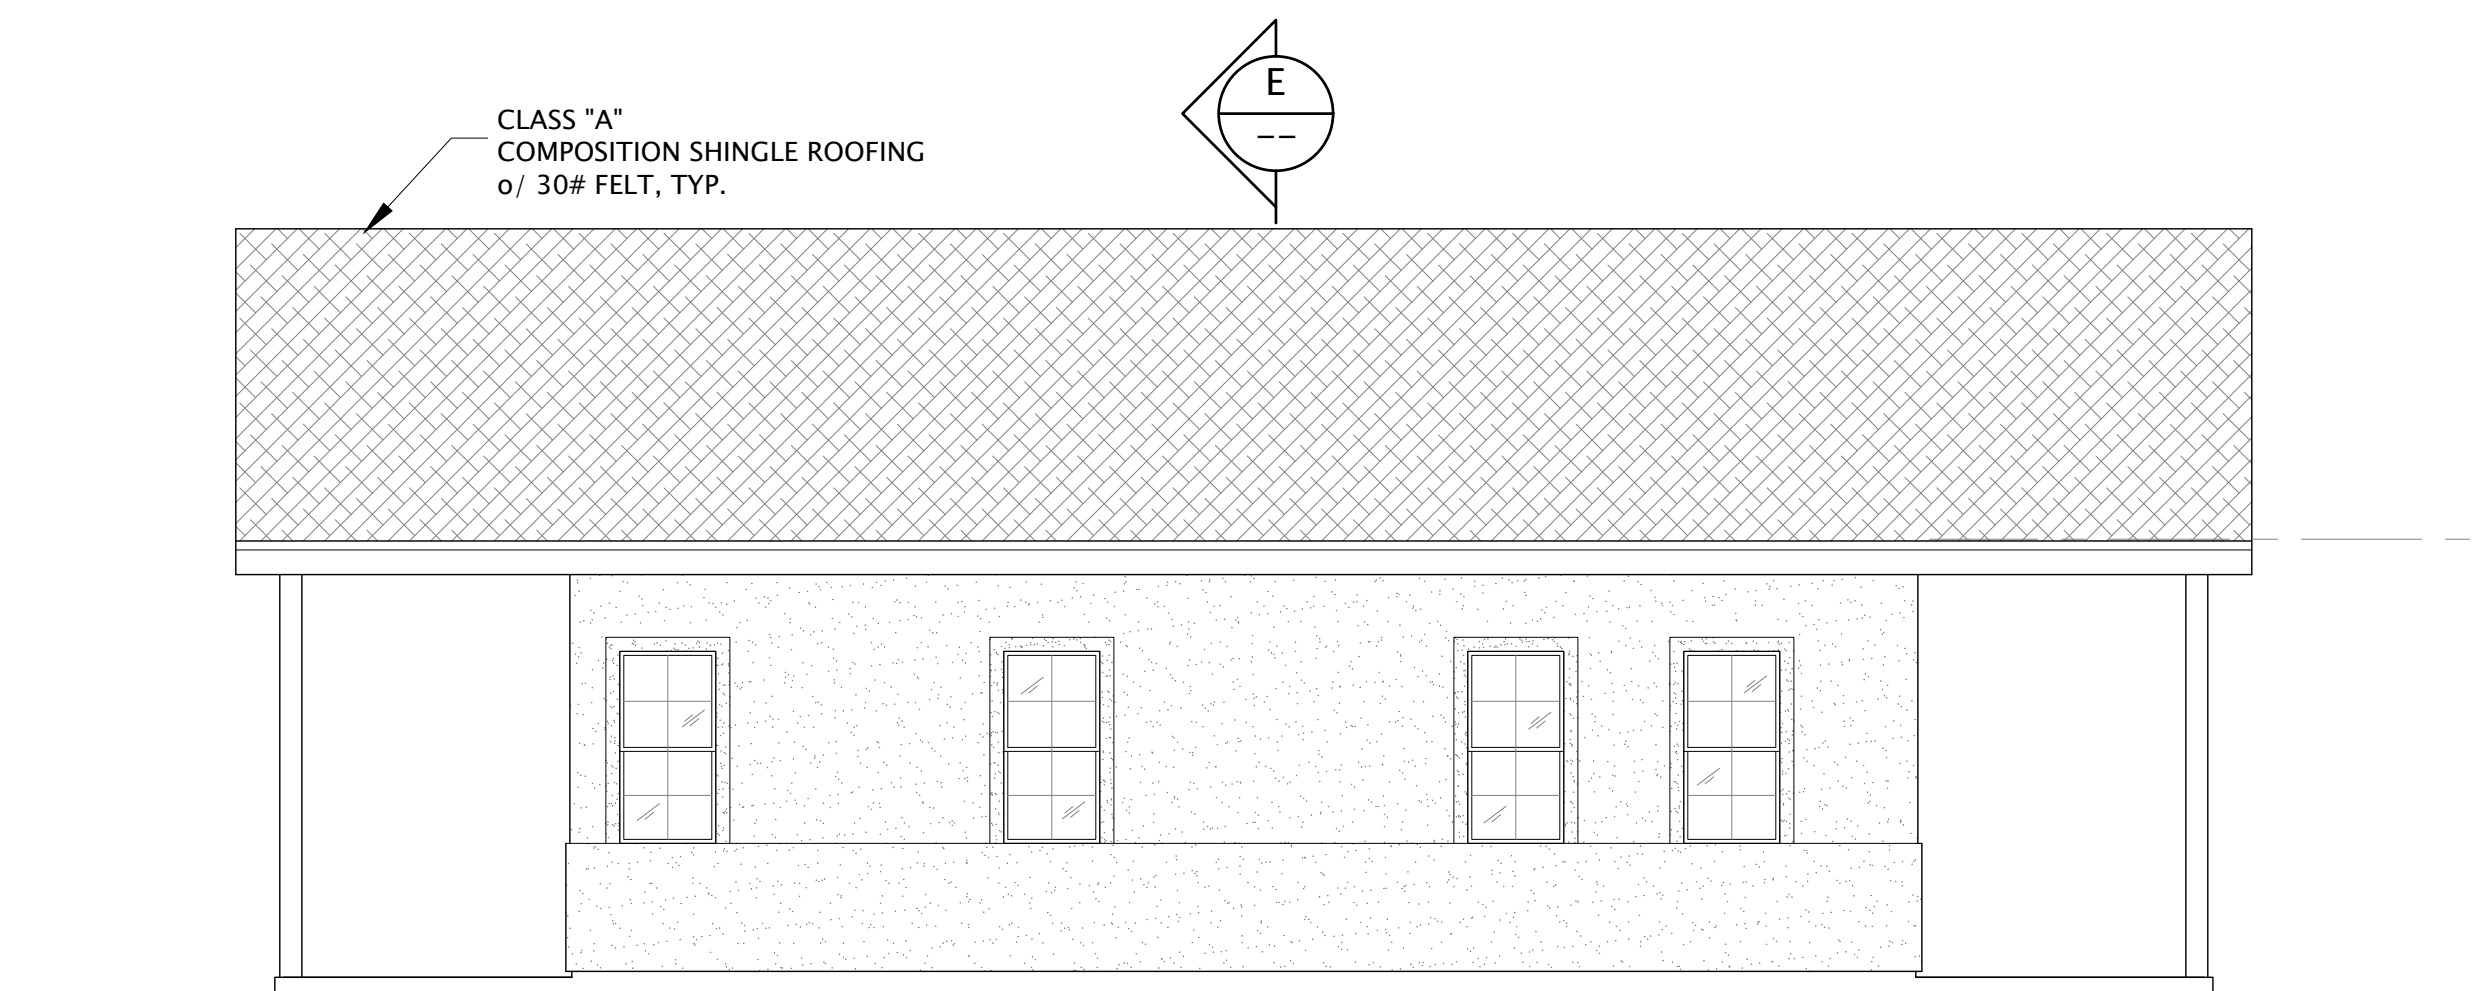 E
--
CLASS "A"
COMPOSITION SHINGLE ROOFING
o/ 30# FELT, TYP.